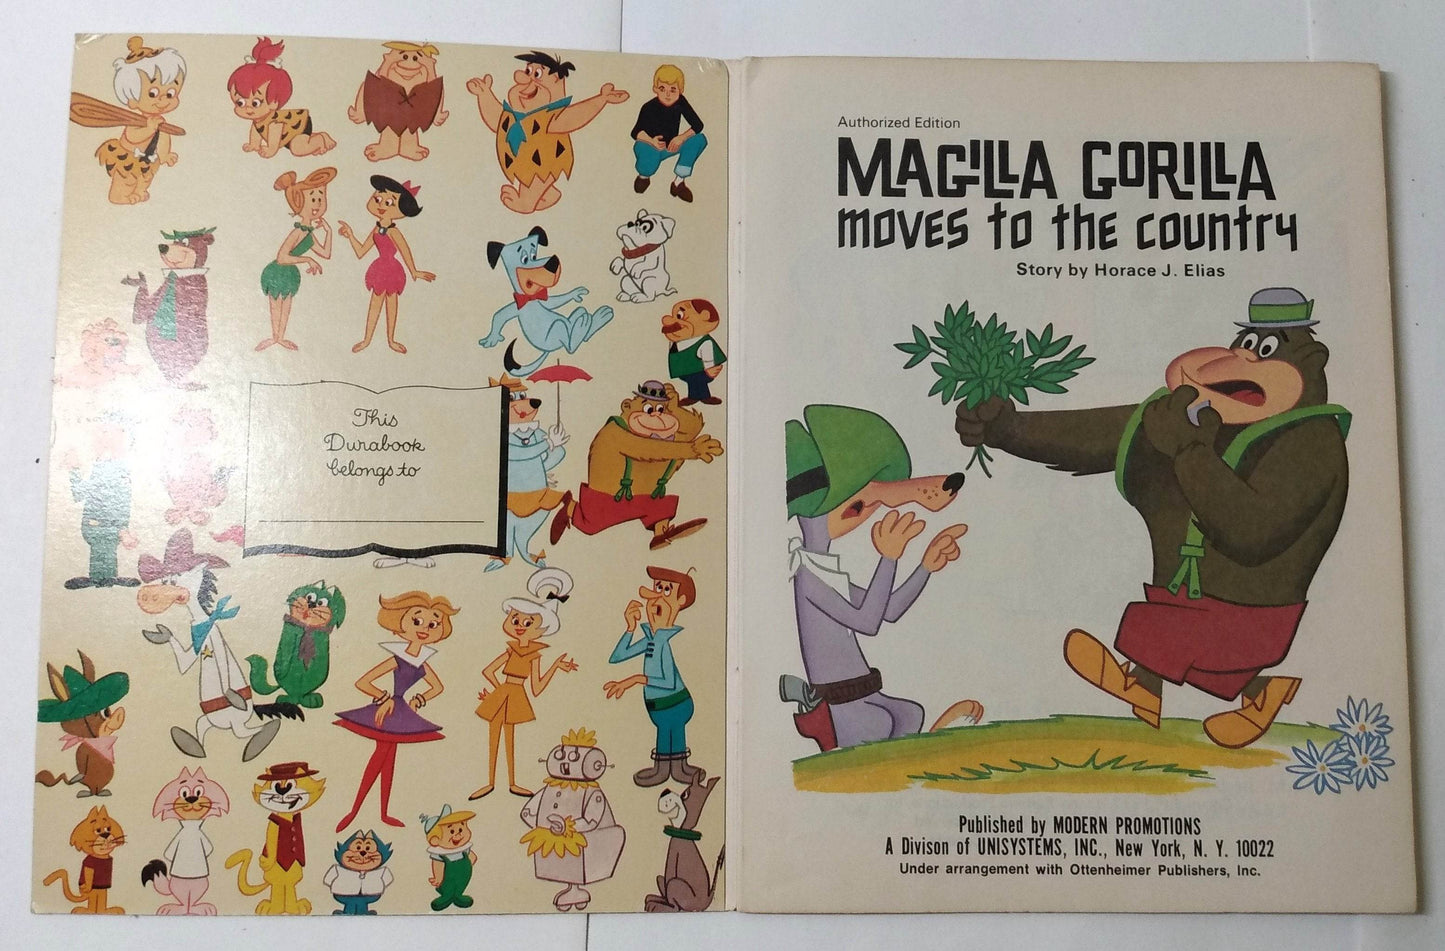 This
Durabook
belongs to
Authorized Edition
MAGILLA GORILLA
moves to the country
Story by Horace J. Elias
Published by MODERN PROMOTIONS
A Divison of UNISYSTEMS, INC., New York, N. Y. 10022
Under arrangement with Ottenheimer Publishers, Inc.